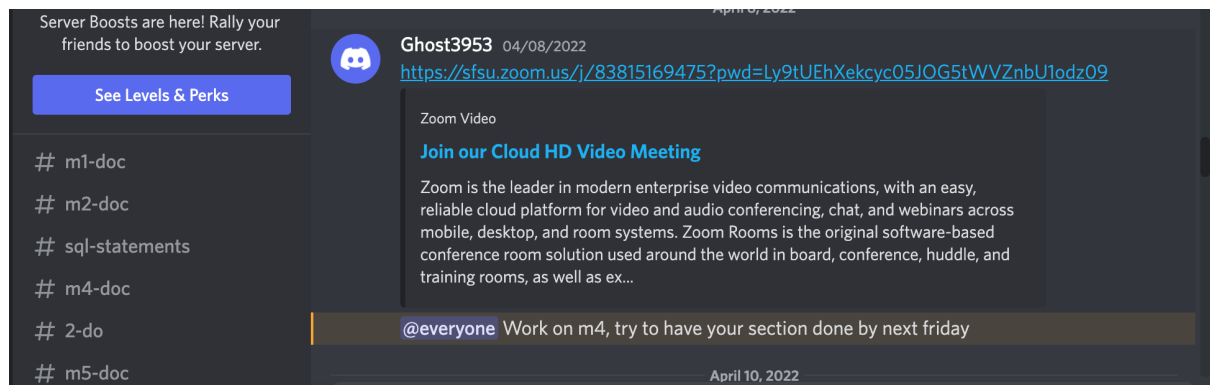 Server Boosts are here! Rally your
friends to boost your server.
See Levels & Perks
# m1-doc
# m2-doc
# sql-statements
# m4-doc
# 2-do
# m5-doc
April 8, 2022
Ghost3953 04/08/2022
https://sfsu.zoom.us/j/83815169475?pwd=Ly9tUEhXekcyc05JOG5tWVZnbU1odz09
Zoom Video
Join our Cloud HD Video Meeting
Zoom is the leader in modern enterprise video communications, with an easy,
reliable cloud platform for video and audio conferencing, chat, and webinars across
mobile, desktop, and room systems. Zoom Rooms is the original software-based
conference room solution used around the world in board, conference, huddle, and
training rooms, as well as ex...
@everyone Work on m4, try to have your section done by next friday
April 10, 2022